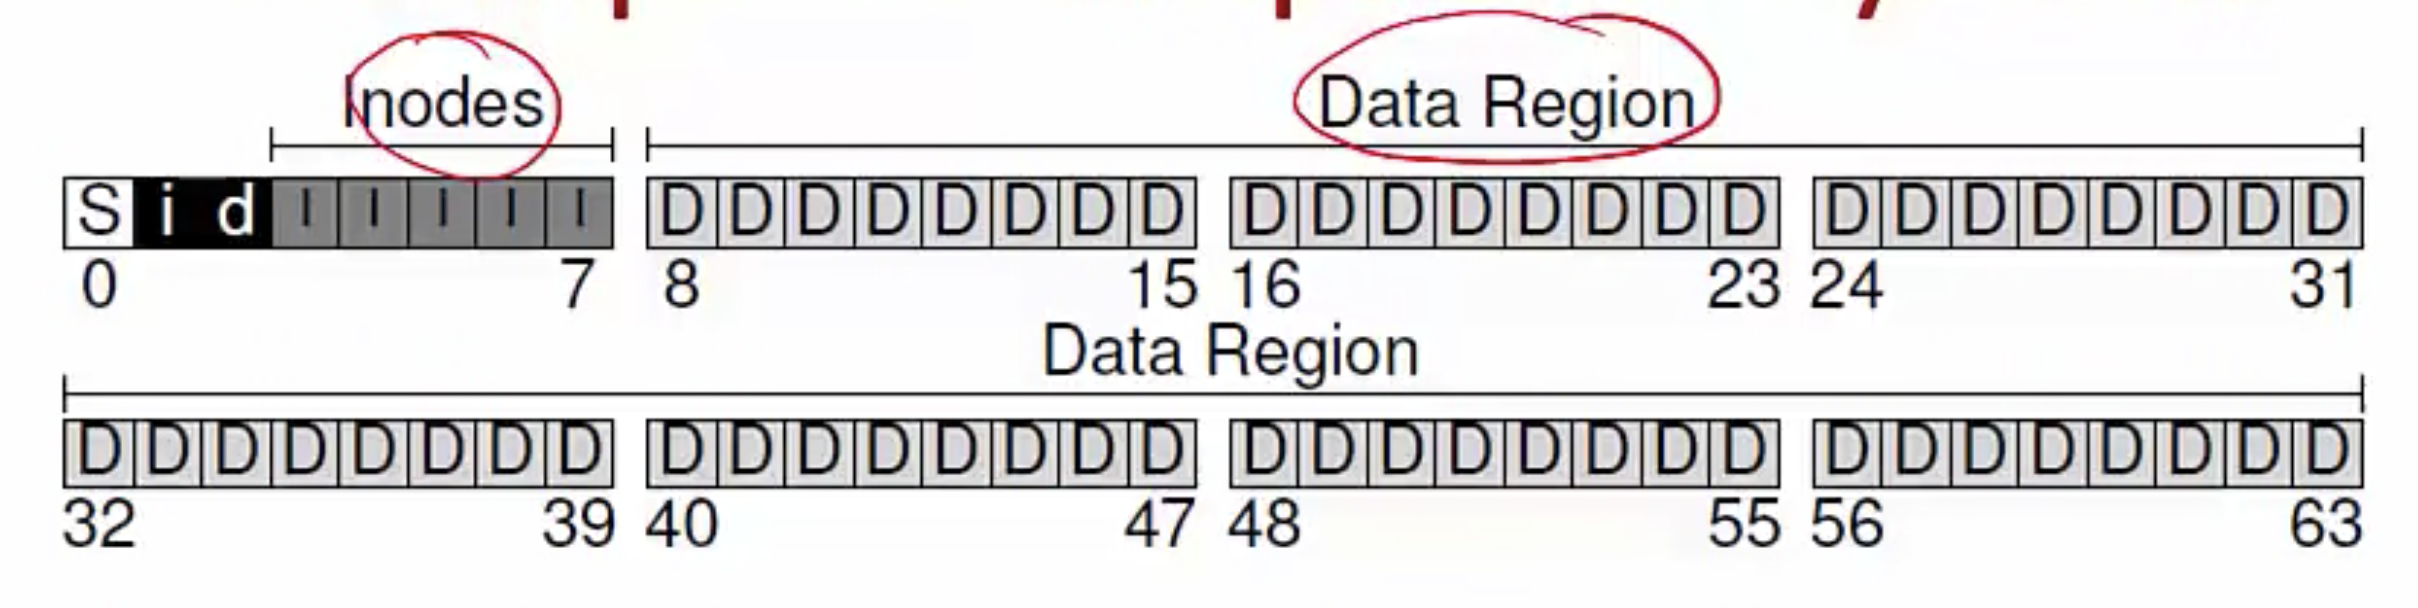 Inodes Data Region
S i d I I I I I D D D D D D D D D D D D D D D D D D D D D D D D
0 7 8 15 16 23 24 31
Data Region
D D D D D D D D D D D D D D D D D D D D D D D D D D D D D D D D
32 39 40 47 48 55 56 63